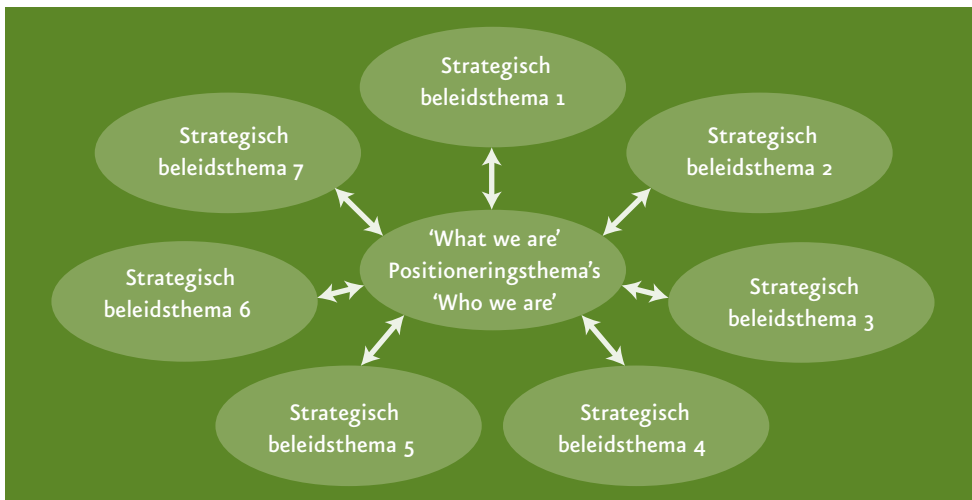 Strategisch
beleidsthema 1
Strategisch
beleidsthema 7
Strategisch
beleidsthema 2
‘What we are’
Positioneringsthema’s
‘Who we are’
Strategisch
beleidsthema 6
Strategisch
beleidsthema 3
Strategisch
beleidsthema 5
Strategisch
beleidsthema 4